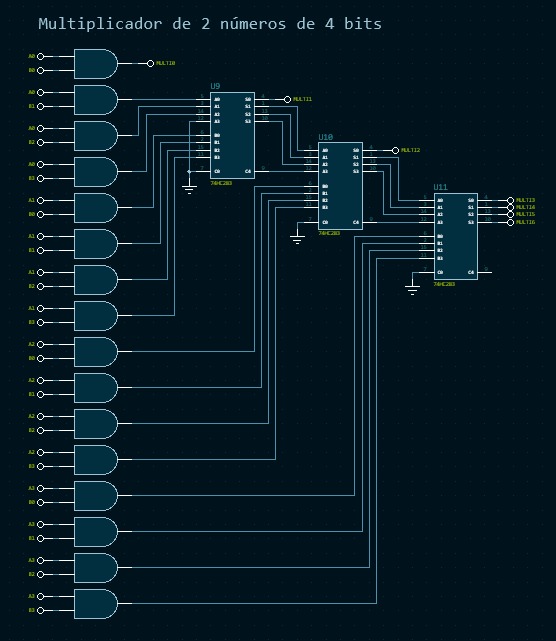 Multiplicador de 2 números de 4 bits
A0
B0
MULTI0
A0
B1
A0
B2
A0
B3
A1
B0
A1
B1
A1
B2
A1
B3
A2
B0
A2
B1
A2
B2
A2
B3
A3
B0
A3
B1
A3
B2
A3
B3
U9
A0 S0
A1 S1
A2 S2
A3 S3
B0
B1
B2
B3
C0 C4
74HC283
MULTI1
U10
A0 S0
A1 S1
A2 S2
A3 S3
B0
B1
B2
B3
C0 C4
74HC283
MULTI2
U11
A0 S0
A1 S1
A2 S2
A3 S3
B0
B1
B2
B3
C0 C4
74HC283
MULTI3
MULTI4
MULTI5
MULTI6